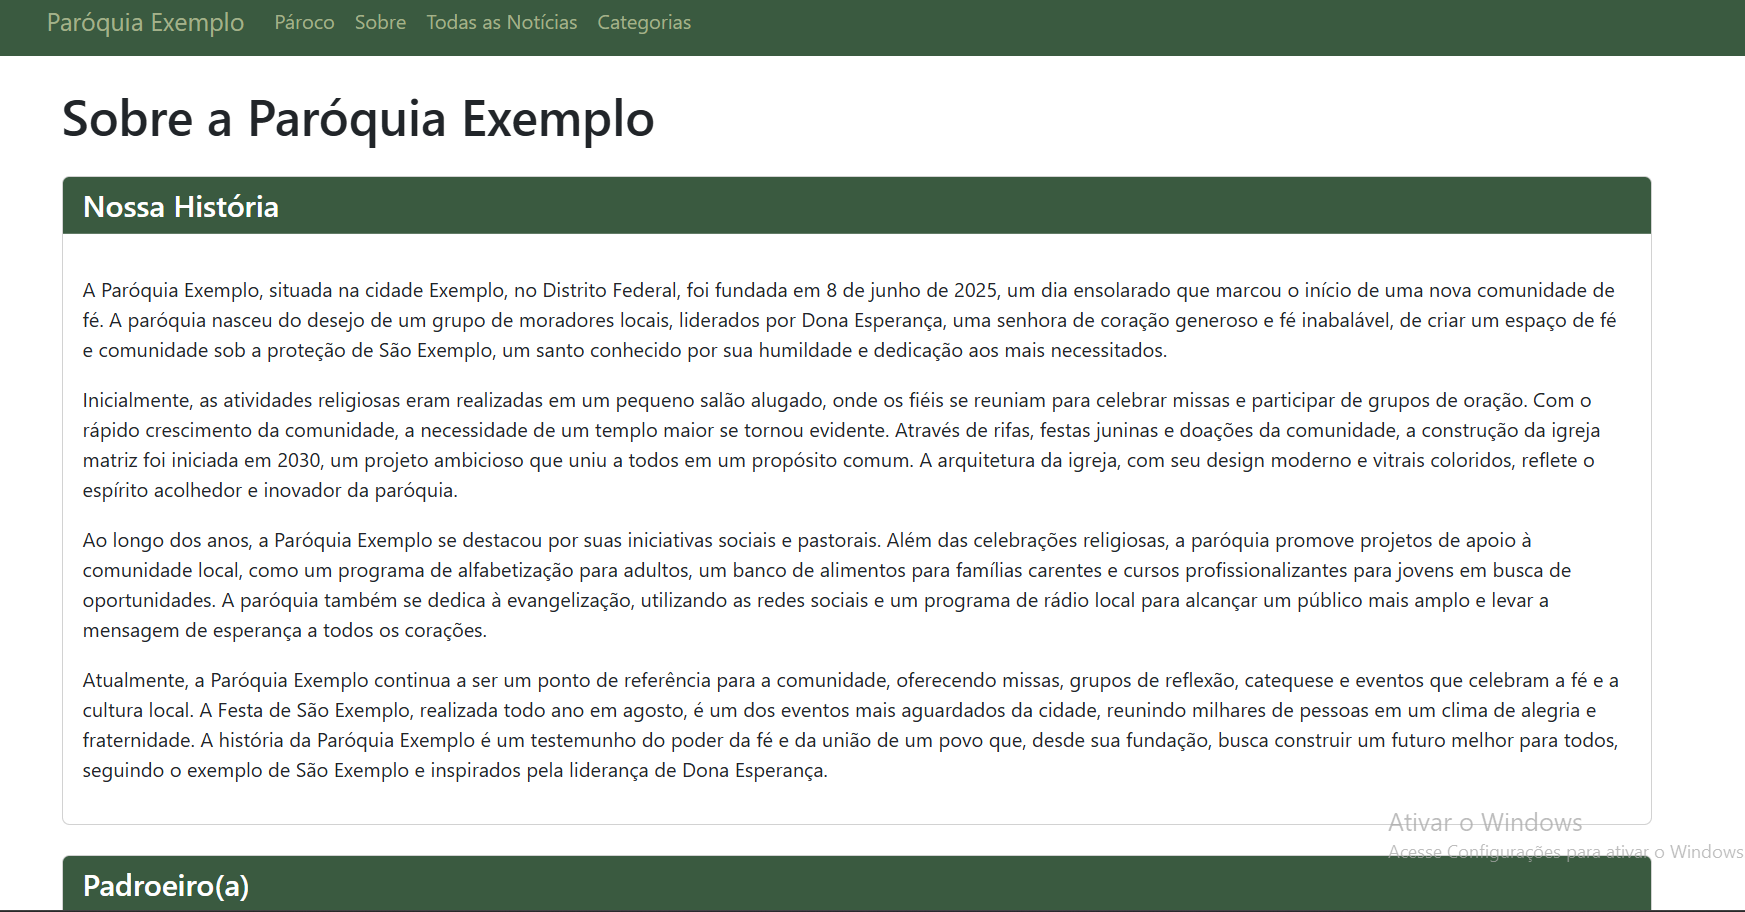 Paróquia Exemplo Pároco Sobre Todas as Notícias Categorias
Sobre a Paróquia Exemplo
Nossa História
A Paróquia Exemplo, situada na cidade Exemplo, no Distrito Federal, foi fundada em 8 de junho de 2025, um dia ensolarado que marcou o início de uma nova comunidade de
fé. A paróquia nasceu do desejo de um grupo de moradores locais, liderados por Dona Esperança, uma senhora de coração generoso e fé inabalável, de criar um espaço de fé
e comunidade sob a proteção de São Exemplo, um santo conhecido por sua humildade e dedicação aos mais necessitados.
Inicialmente, as atividades religiosas eram realizadas em um pequeno salão alugado, onde os fiéis se reuniam para celebrar missas e participar de grupos de oração. Com o
rápido crescimento da comunidade, a necessidade de um templo maior se tornou evidente. Através de rifas, festas juninas e doações da comunidade, a construção da igreja
matriz foi iniciada em 2030, um projeto ambicioso que uniu a todos em um propósito comum. A arquitetura da igreja, com seu design moderno e vitrais coloridos, reflete o
espírito acolhedor e inovador da paróquia.
Ao longo dos anos, a Paróquia Exemplo se destacou por suas iniciativas sociais e pastorais. Além das celebrações religiosas, a paróquia promove projetos de apoio à
comunidade local, como um programa de alfabetização para adultos, um banco de alimentos para famílias carentes e cursos profissionalizantes para jovens em busca de
oportunidades. A paróquia também se dedica à evangelização, utilizando as redes sociais e um programa de rádio local para alcançar um público mais amplo e levar a
mensagem de esperança a todos os corações.
Atualmente, a Paróquia Exemplo continua a ser um ponto de referência para a comunidade, oferecendo missas, grupos de reflexão, catequese e eventos que celebram a fé e a
cultura local. A Festa de São Exemplo, realizada todo ano em agosto, é um dos eventos mais aguardados da cidade, reunindo milhares de pessoas em um clima de alegria e
fraternidade. A história da Paróquia Exemplo é um testemunho do poder da fé e da união de um povo que, desde sua fundação, busca construir um futuro melhor para todos,
seguindo o exemplo de São Exemplo e inspirados pela liderança de Dona Esperança.
Ativar o Windows
Acesse Configurações para ativar o Windows
Padroeiro(a)